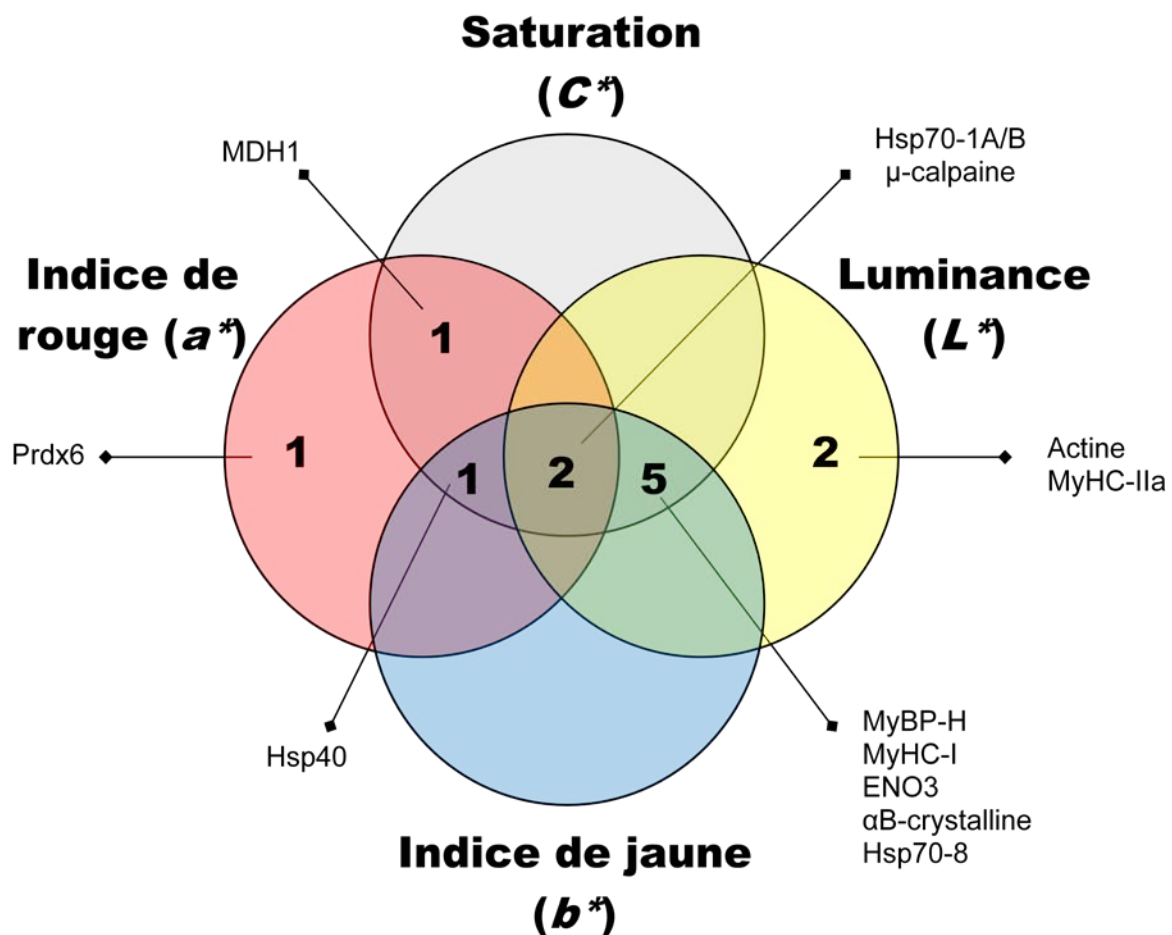 Saturation
(C*)
MDH1
Hsp70-1A/B
µ-calpaine
Indice de
rouge (a*)
Luminance
(L*)
1
Prdx6
1
1
2
5
2
Actine
MyHC-IIa
Hsp40
MyBP-H
MyHC-I
ENO3
αB-crystalline
Hsp70-8
Indice de jaune
(b*)